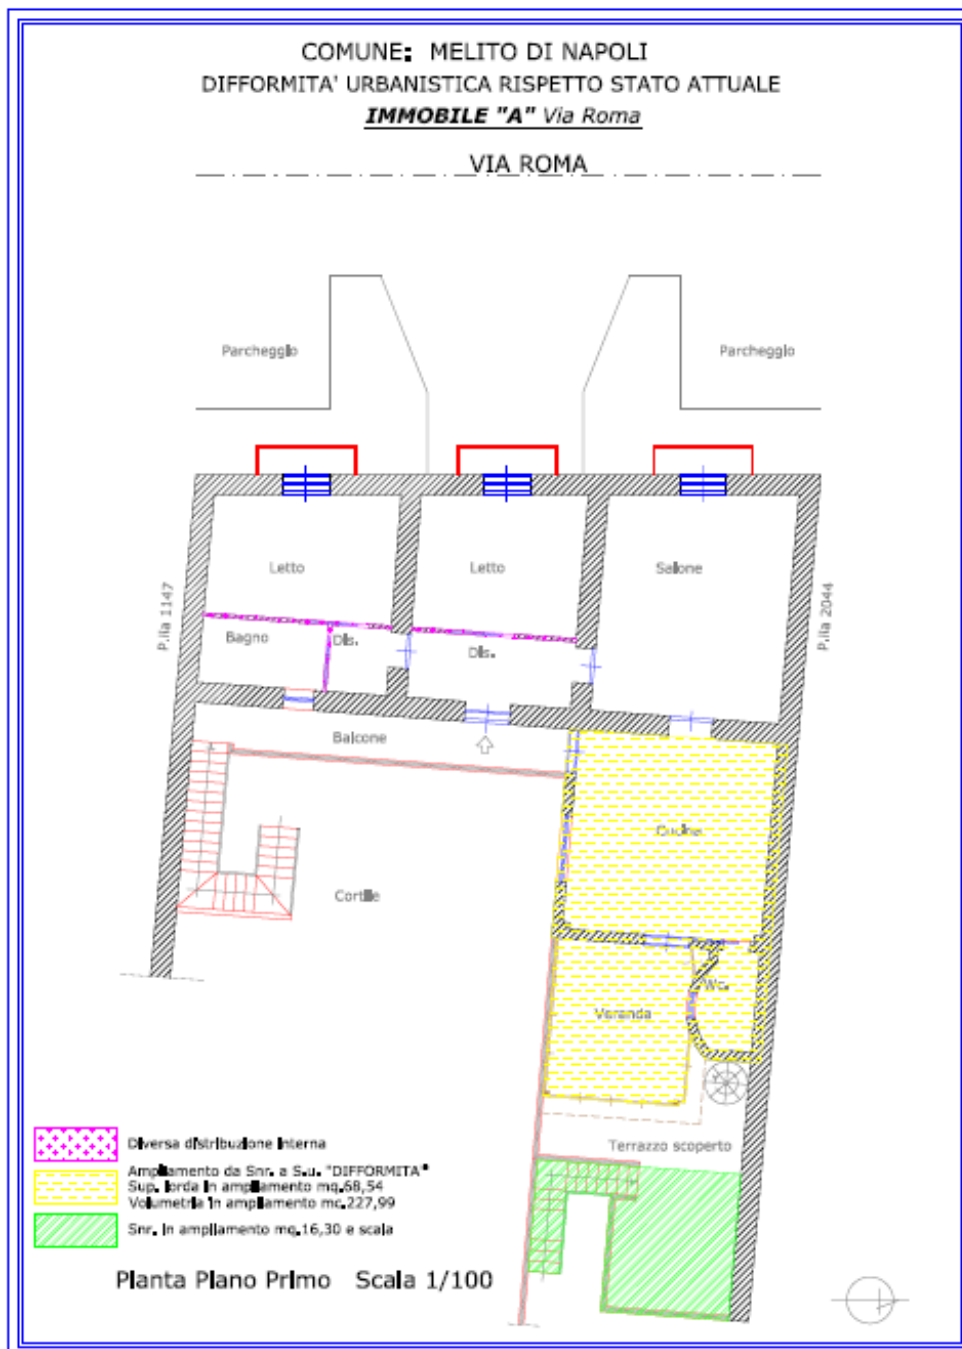 COMUNE: MELITO DI NAPOLI
DIFFORMITA' URBANISTICA RISPETTO STATO ATTUALE
IMMOBILE "A" Via Roma
VIA ROMA
Parcheggio
Parcheggio
Letto
Letto
Salone
P.lla 1147
P.lla 2044
Bagno
Dis.
Dis.
Balcone
Cucina
Cortile
Wc.
Veranda
Terrazzo scoperto
Diversa distribuzione interna
Ampliamento da Snr. a S.u. "DIFFORMITA"
Sup. lorda in ampliamento mq.68,54
Volumetria in ampliamento mc.227,99
Snr. in ampliamento mq.16,30 e scala
Pianta Piano Primo Scala 1/100